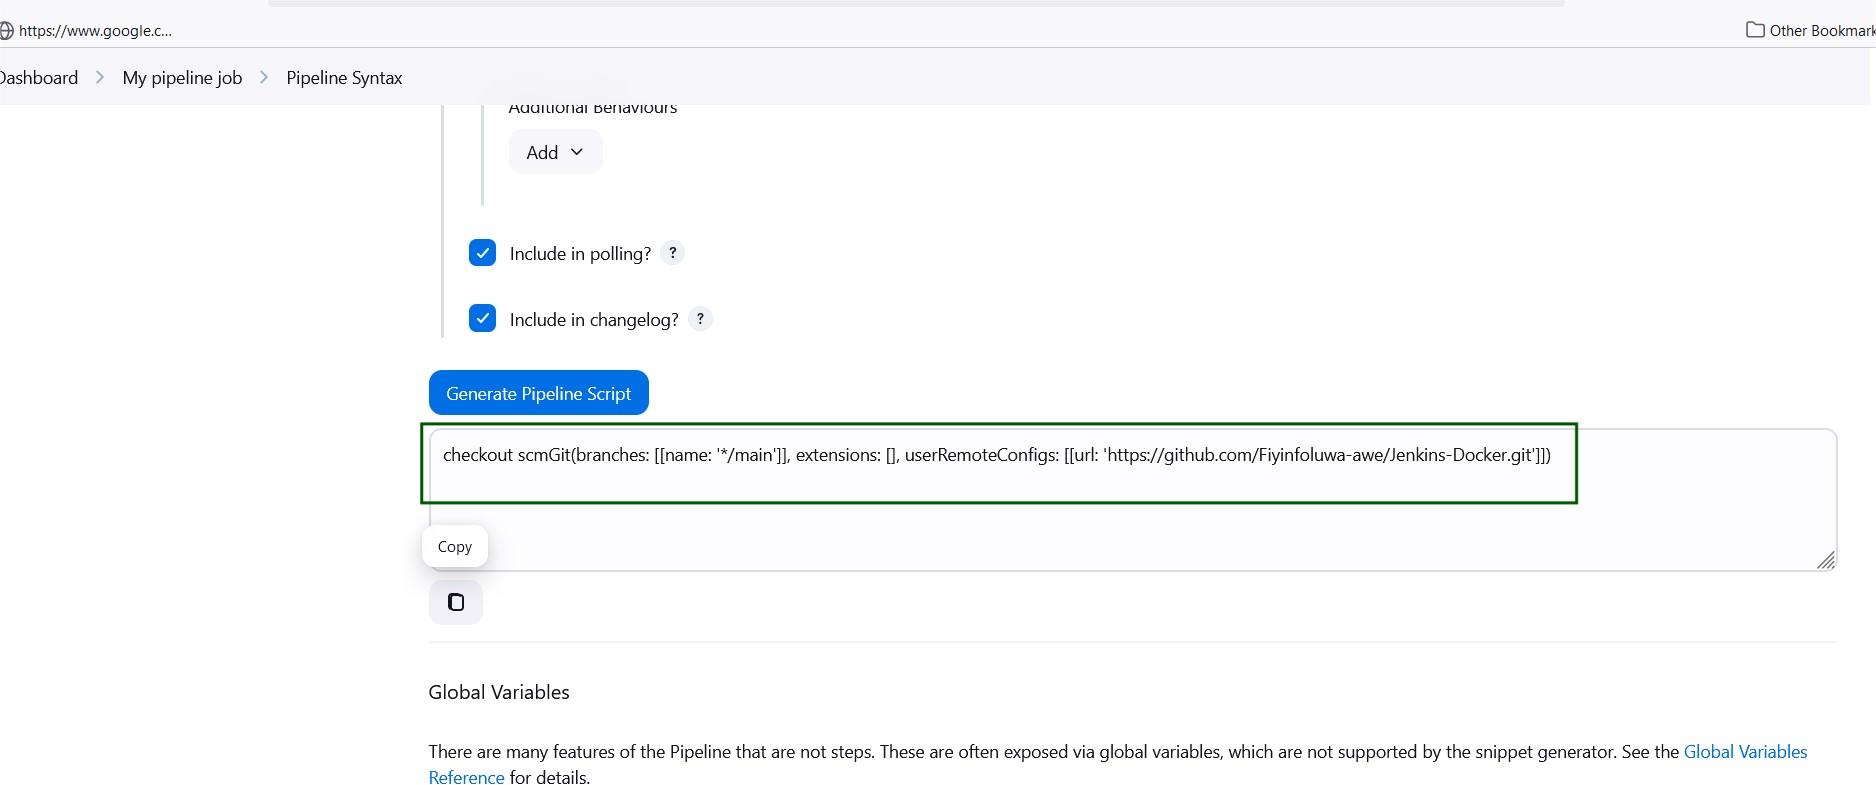 https://www.google.c...
Other Bookmark
Dashboard > My pipeline job > Pipeline Syntax
Additional Behaviours
Add
Include in polling? ?
Include in changelog? ?
Generate Pipeline Script
checkout scmGit(branches: [[name: '*/main']], extensions: [], userRemoteConfigs: [[url: 'https://github.com/Fiyinfoluwa-awe/Jenkins-Docker.git']])
Copy
Global Variables
There are many features of the Pipeline that are not steps. These are often exposed via global variables, which are not supported by the snippet generator. See the Global Variables
Reference for details.